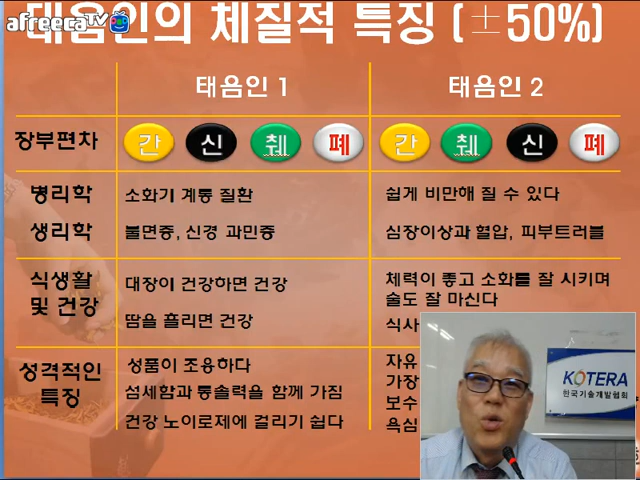 afreecaTV
태음인의 체질적 특징 (±50%)
태음인 1 태음인 2
장부편차 간 신 췌 폐 간 췌 신 폐
병리학 소화기 계통 질환 쉽게 비만해 질 수 있다
생리학 불면증, 신경 과민증 심장이상과 혈압, 피부트러블
식생활 및 건강
대장이 건강하면 건강
땀을 흘리면 건강
체력이 좋고 소화를 잘 시키며
술도 잘 마신다
식사
성격적인 특징
성품이 조용하다
섬세함과 통솔력을 함께 가짐
건강 노이로제에 걸리기 쉽다
자유
가장
보수
욕심
KOTERA
한국기술개발협회